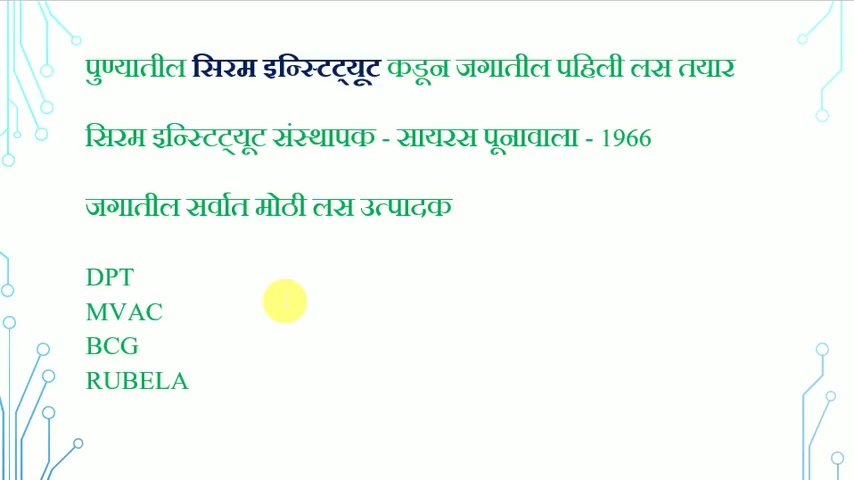 पुण्यातील सिरम इन्स्टिट्यूट कडून जगातील पहिली लस तयार
सिरम इन्स्टिट्यूट संस्थापक - सायरस पूनावाला - 1966
जगातील सर्वात मोठी लस उत्पादक
DPT
MVAC
BCG
RUBELA